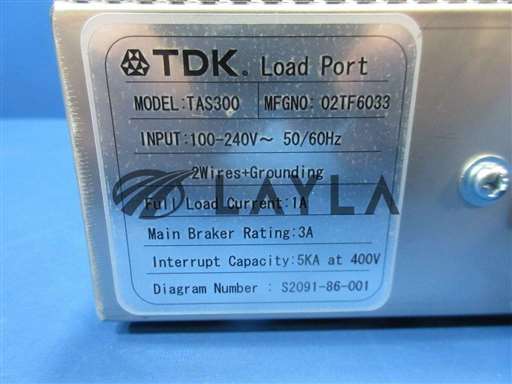 TDK. Load Port
MODEL:TAS300 MFGNO: 02TF6033
INPUT:100-240V~ 50/60Hz
2Wires+Grounding
LAYLA
Full Load Current:1A
Main Braker Rating:3A
Interrupt Capacity:5KA at 400V
Diagram Number : S2091-86-001